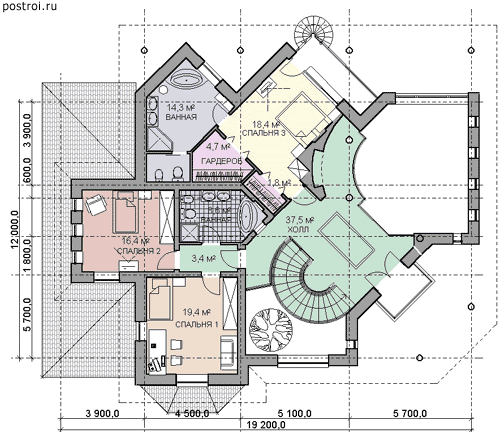 postroi.ru
14,3 м²
ВАННАЯ
18,4 м²
СПАЛЬНЯ 3
4,7 м²
ГАРДЕРОБ
1,8 м²
37,5 м²
ХОЛЛ
ВАННАЯ
16,4 м²
СПАЛЬНЯ 2
3,4 м²
19,4 м²
СПАЛЬНЯ 1
3 900,0
600,0
1 800,0
5 700,0
12 000,0
3 900,0
4 500,0
5 100,0
5 700,0
19 200,0